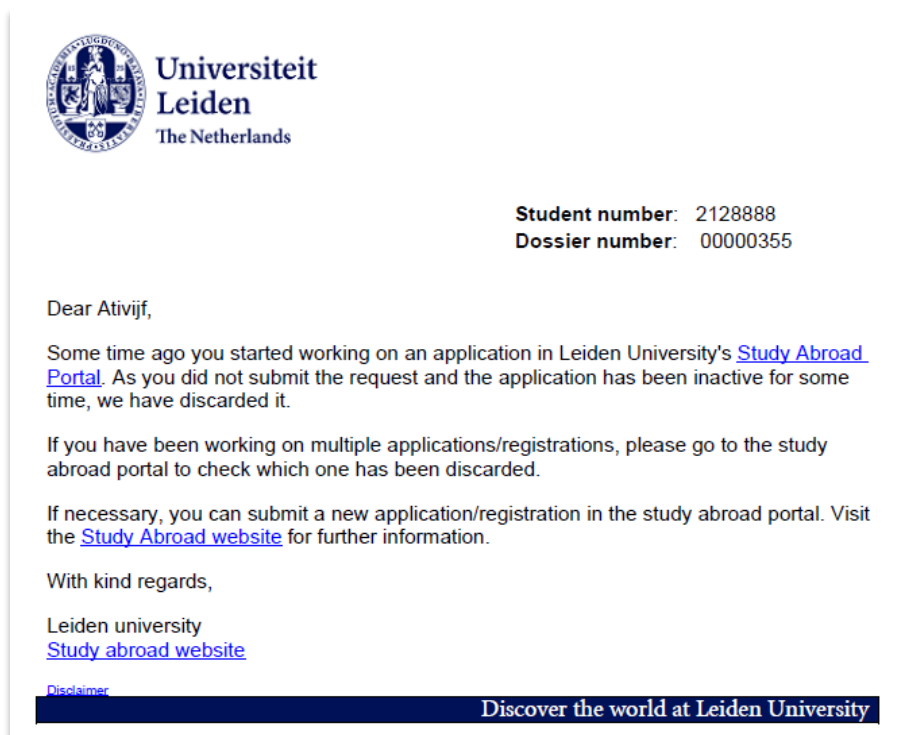 Universiteit
Leiden
The Netherlands
Student number: 2128888
Dossier number: 00000355
Dear Ativijf,
Some time ago you started working on an application in Leiden University's Study Abroad
Portal. As you did not submit the request and the application has been inactive for some
time, we have discarded it.
If you have been working on multiple applications/registrations, please go to the study
abroad portal to check which one has been discarded.
If necessary, you can submit a new application/registration in the study abroad portal. Visit
the Study Abroad website for further information.
With kind regards,
Leiden university
Study abroad website
Disclaimer
Discover the world at Leiden University